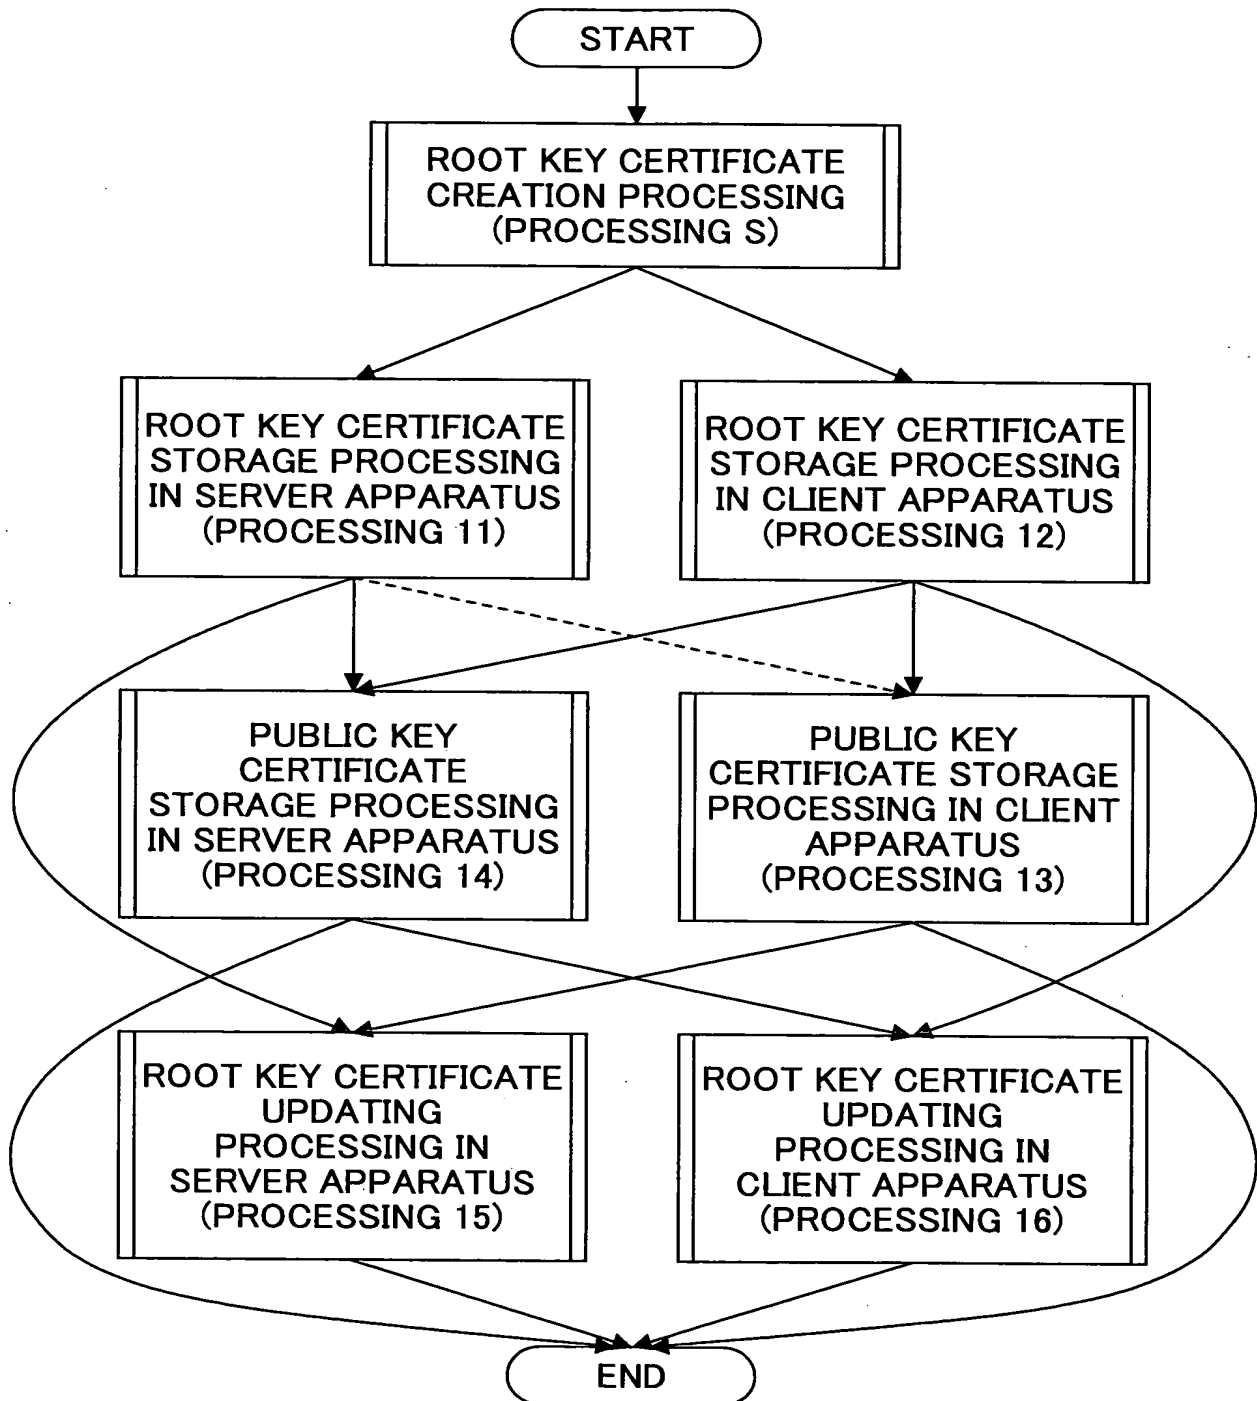 START
ROOT KEY CERTIFICATE
CREATION PROCESSING
(PROCESSING S)
ROOT KEY CERTIFICATE
STORAGE PROCESSING
IN SERVER APPARATUS
(PROCESSING 11)
ROOT KEY CERTIFICATE
STORAGE PROCESSING
IN CLIENT APPARATUS
(PROCESSING 12)
PUBLIC KEY
CERTIFICATE
STORAGE PROCESSING
IN SERVER APPARATUS
(PROCESSING 14)
PUBLIC KEY
CERTIFICATE STORAGE
PROCESSING IN CLIENT
APPARATUS
(PROCESSING 13)
ROOT KEY CERTIFICATE
UPDATING
PROCESSING IN
SERVER APPARATUS
(PROCESSING 15)
ROOT KEY CERTIFICATE
UPDATING
PROCESSING IN
CLIENT APPARATUS
(PROCESSING 16)
END